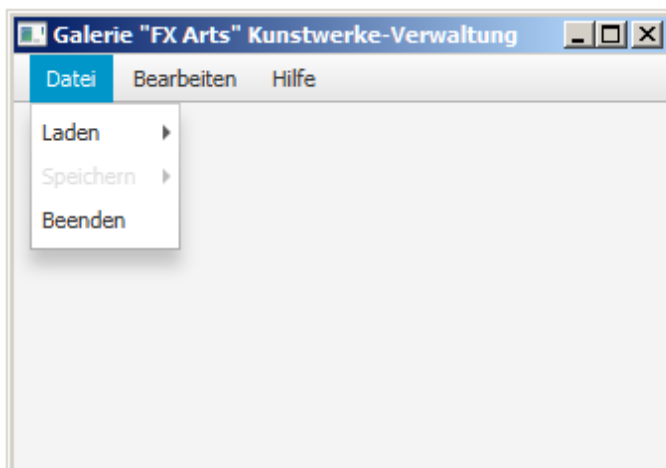 Galerie "FX Arts" Kunstwerke-Verwaltung
Datei Bearbeiten Hilfe
Laden
Speichern
Beenden